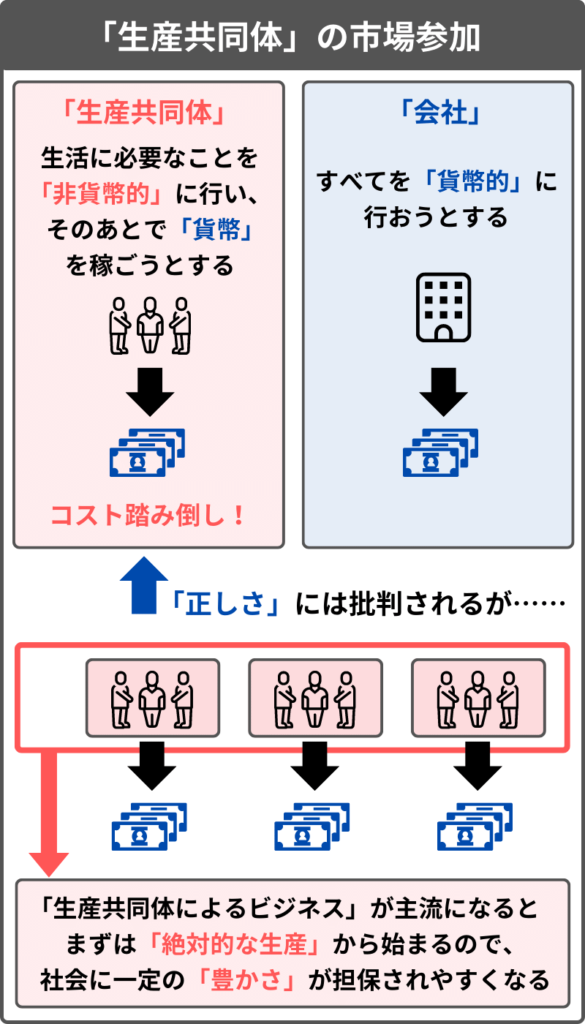 「生産共同体」の市場参加
「生産共同体」
生活に必要なことを
「非貨幣的」に行い、
そのあとで「貨幣」
を稼ごうとする
コスト踏み倒し！
「会社」
すべてを「貨幣的」に
行おうとする
「正しさ」には批判されるが……
「生産共同体によるビジネス」が主流になると
まずは「絶対的な生産」から始まるので、
社会に一定の「豊かさ」が担保されやすくなる